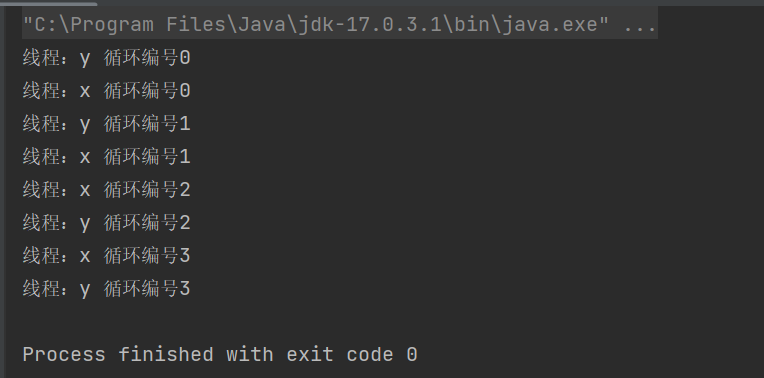 "C:\Program Files\Java\jdk-17.0.3.1\bin\java.exe" ...
线程：y 循环编号0
线程：x 循环编号0
线程：y 循环编号1
线程：x 循环编号1
线程：x 循环编号2
线程：y 循环编号2
线程：x 循环编号3
线程：y 循环编号3
Process finished with exit code 0